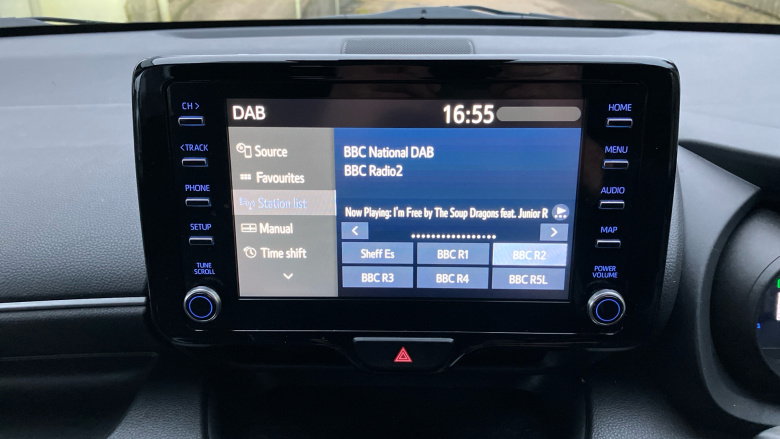 CH >
DAB
16:55
HOME
<TRACK
MENU
PHONE
AUDIO
SETUP
MAP
TUNE
SCROLL
POWER
VOLUME
Source
Favourites
Station list
Manual
Time shift
BBC National DAB
BBC Radio2
Now Playing: I'm Free by The Soup Dragons feat. Junior R
< >
Sheff Es BBC R1 BBC R2
BBC R3 BBC R4 BBC R5L